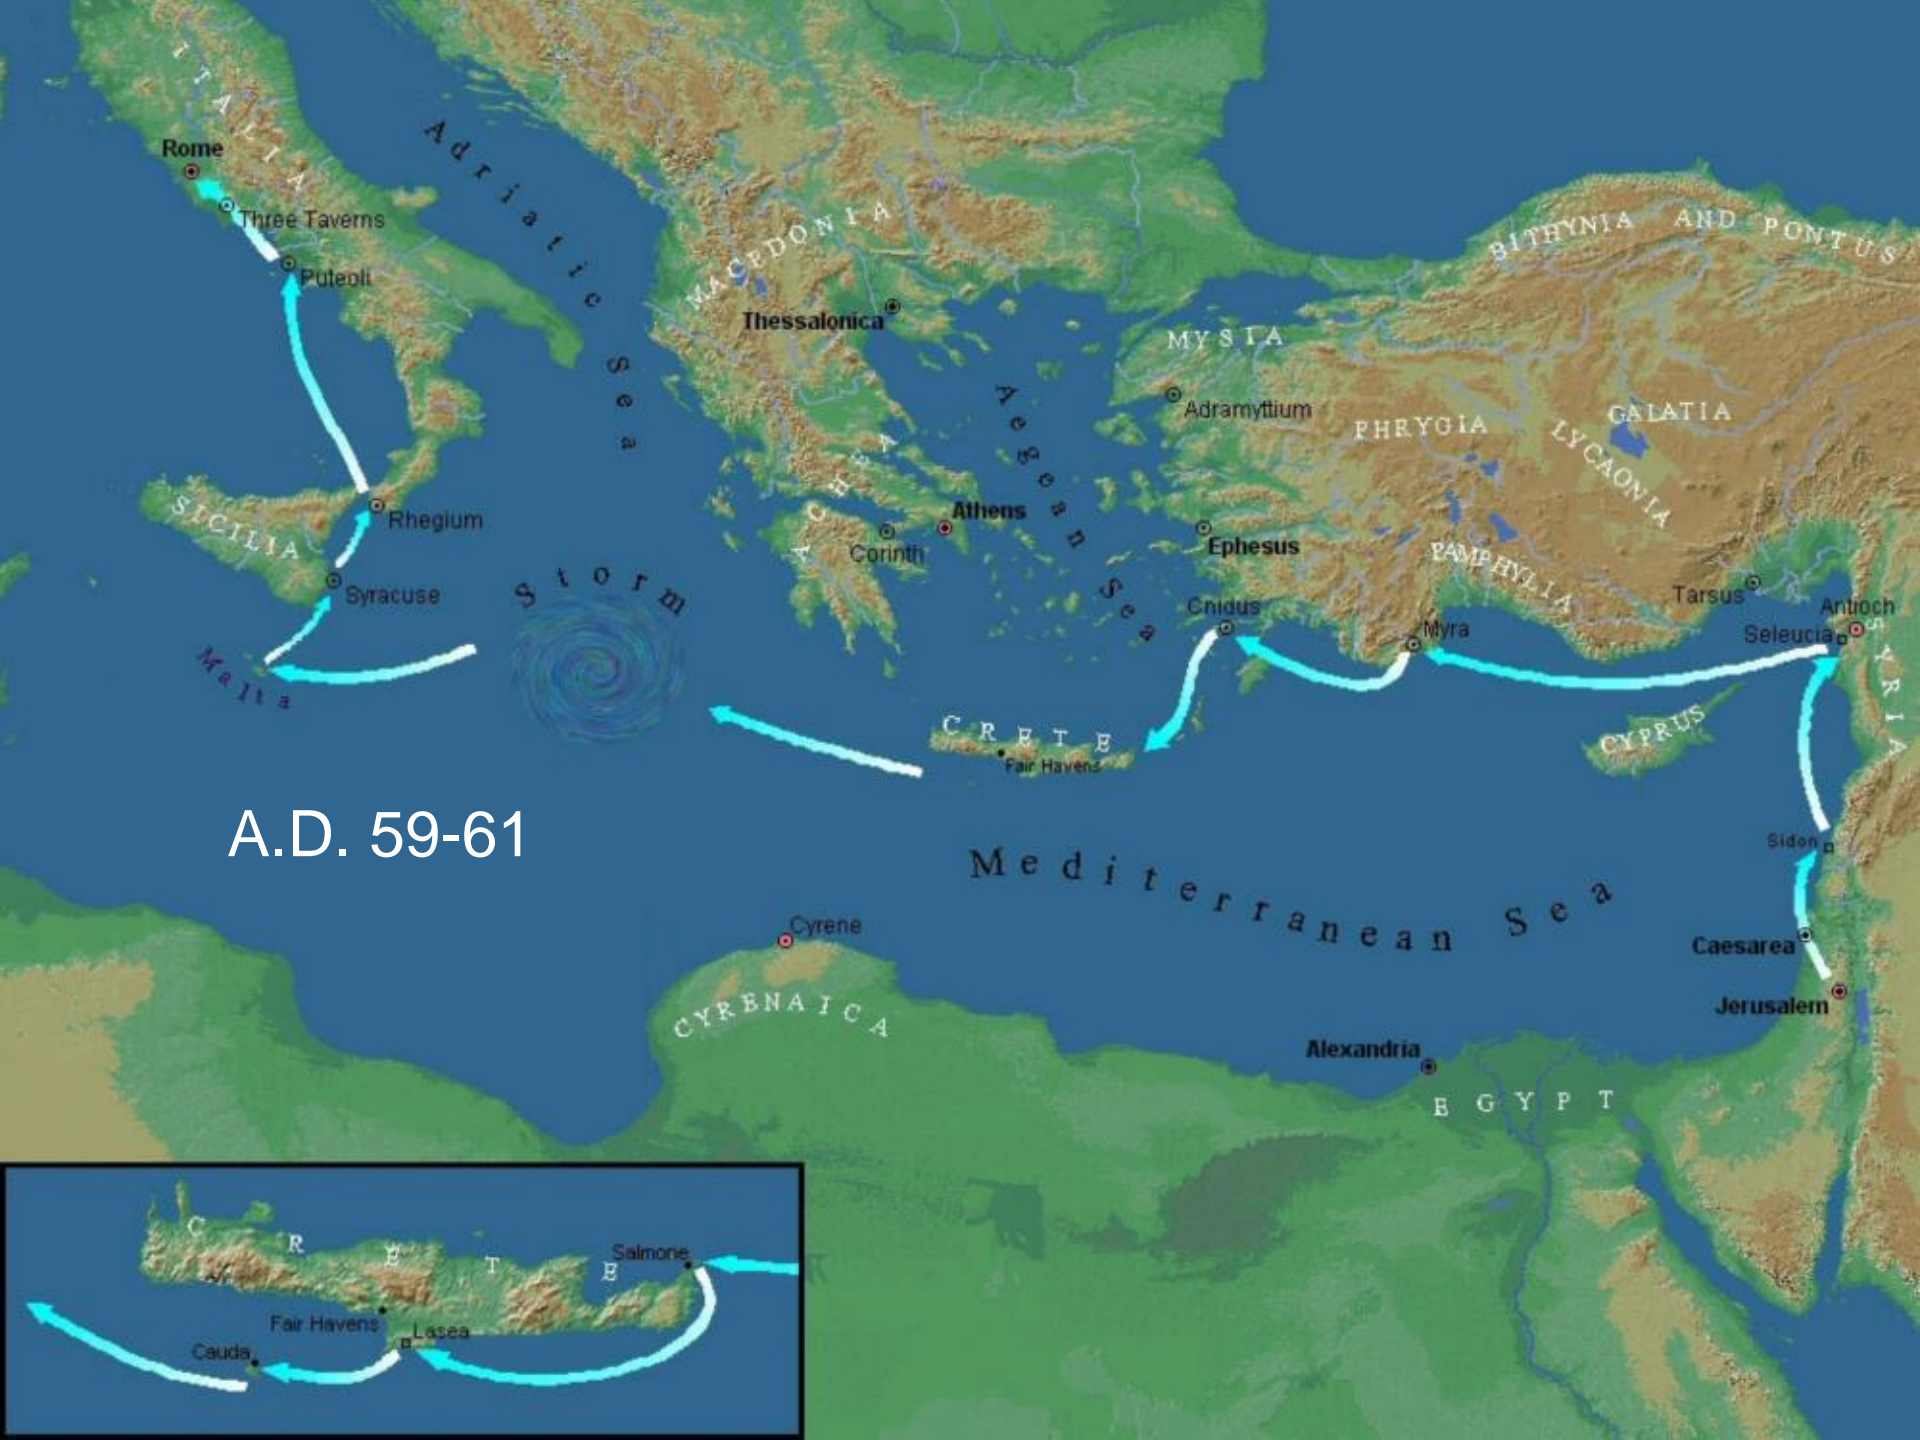 ITALIA
Rome
Three Taverns
Puteoli
Adriatic Sea
MACEDONIA
Thessalonica
BITHYNIA AND PONTUS
MYSIA
Adramyttium
Aegean Sea
PHRYGIA
GALATIA
LYCAONIA
SICILIA
Rhegium
Syracuse
Malta
Storm
ACHAIA
Athens
Corinth
Ephesus
Cnidus
PAMPHYLIA
Myra
Tarsus
Antioch
Seleucia
SYRIA
CYPRUS
CRETE
Fair Havens
A.D. 59-61
Mediterranean Sea
Sidon
Caesarea
Jerusalem
Cyrene
CYRENAICA
Alexandria
EGYPT
CRETE
Salmone
Fair Havens
Lasea
Cauda